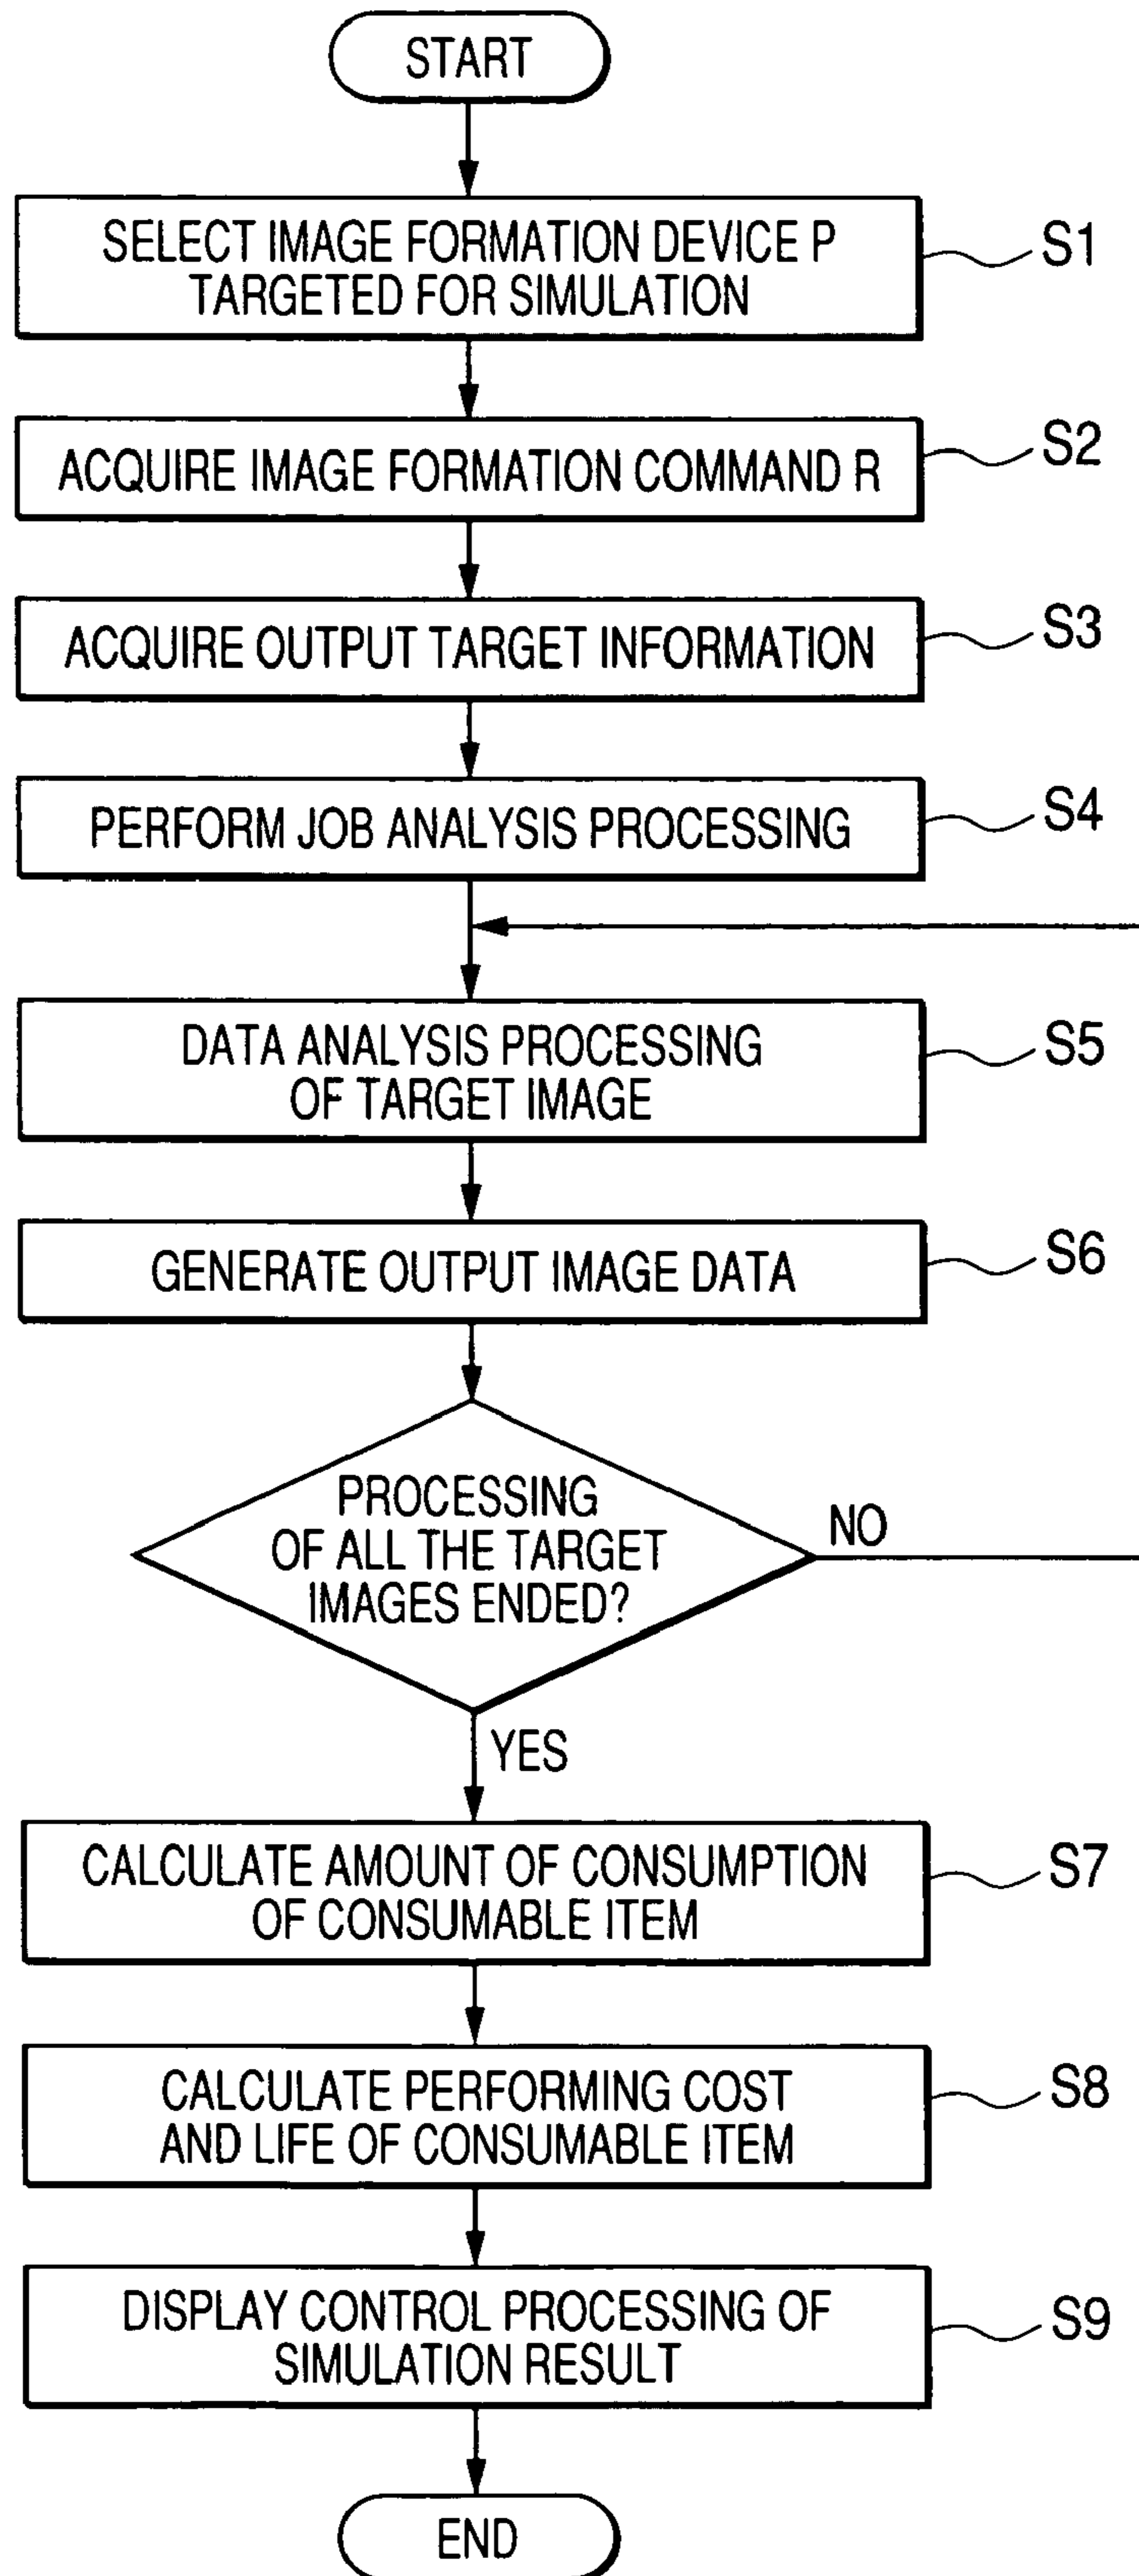 START
SELECT IMAGE FORMATION DEVICE P
TARGETED FOR SIMULATION
S1
ACQUIRE IMAGE FORMATION COMMAND R
S2
ACQUIRE OUTPUT TARGET INFORMATION
S3
PERFORM JOB ANALYSIS PROCESSING
S4
DATA ANALYSIS PROCESSING
OF TARGET IMAGE
S5
GENERATE OUTPUT IMAGE DATA
S6
PROCESSING
OF ALL THE TARGET
IMAGES ENDED?
NO
YES
CALCULATE AMOUNT OF CONSUMPTION
OF CONSUMABLE ITEM
S7
CALCULATE PERFORMING COST
AND LIFE OF CONSUMABLE ITEM
S8
DISPLAY CONTROL PROCESSING OF
SIMULATION RESULT
S9
END